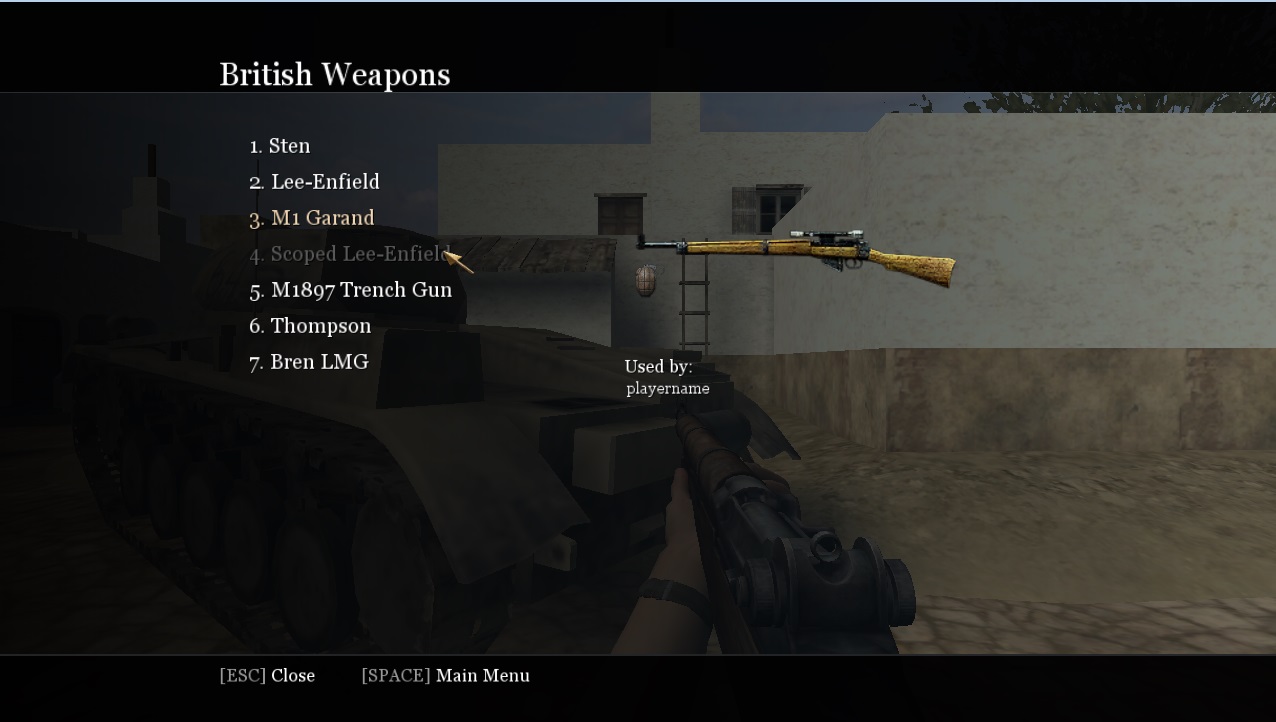 British Weapons
1. Sten
2. Lee-Enfield
3. M1 Garand
4. Scoped Lee-Enfield
5. M1897 Trench Gun
6. Thompson
7. Bren LMG
Used by:
playername
[ESC] Close [SPACE] Main Menu